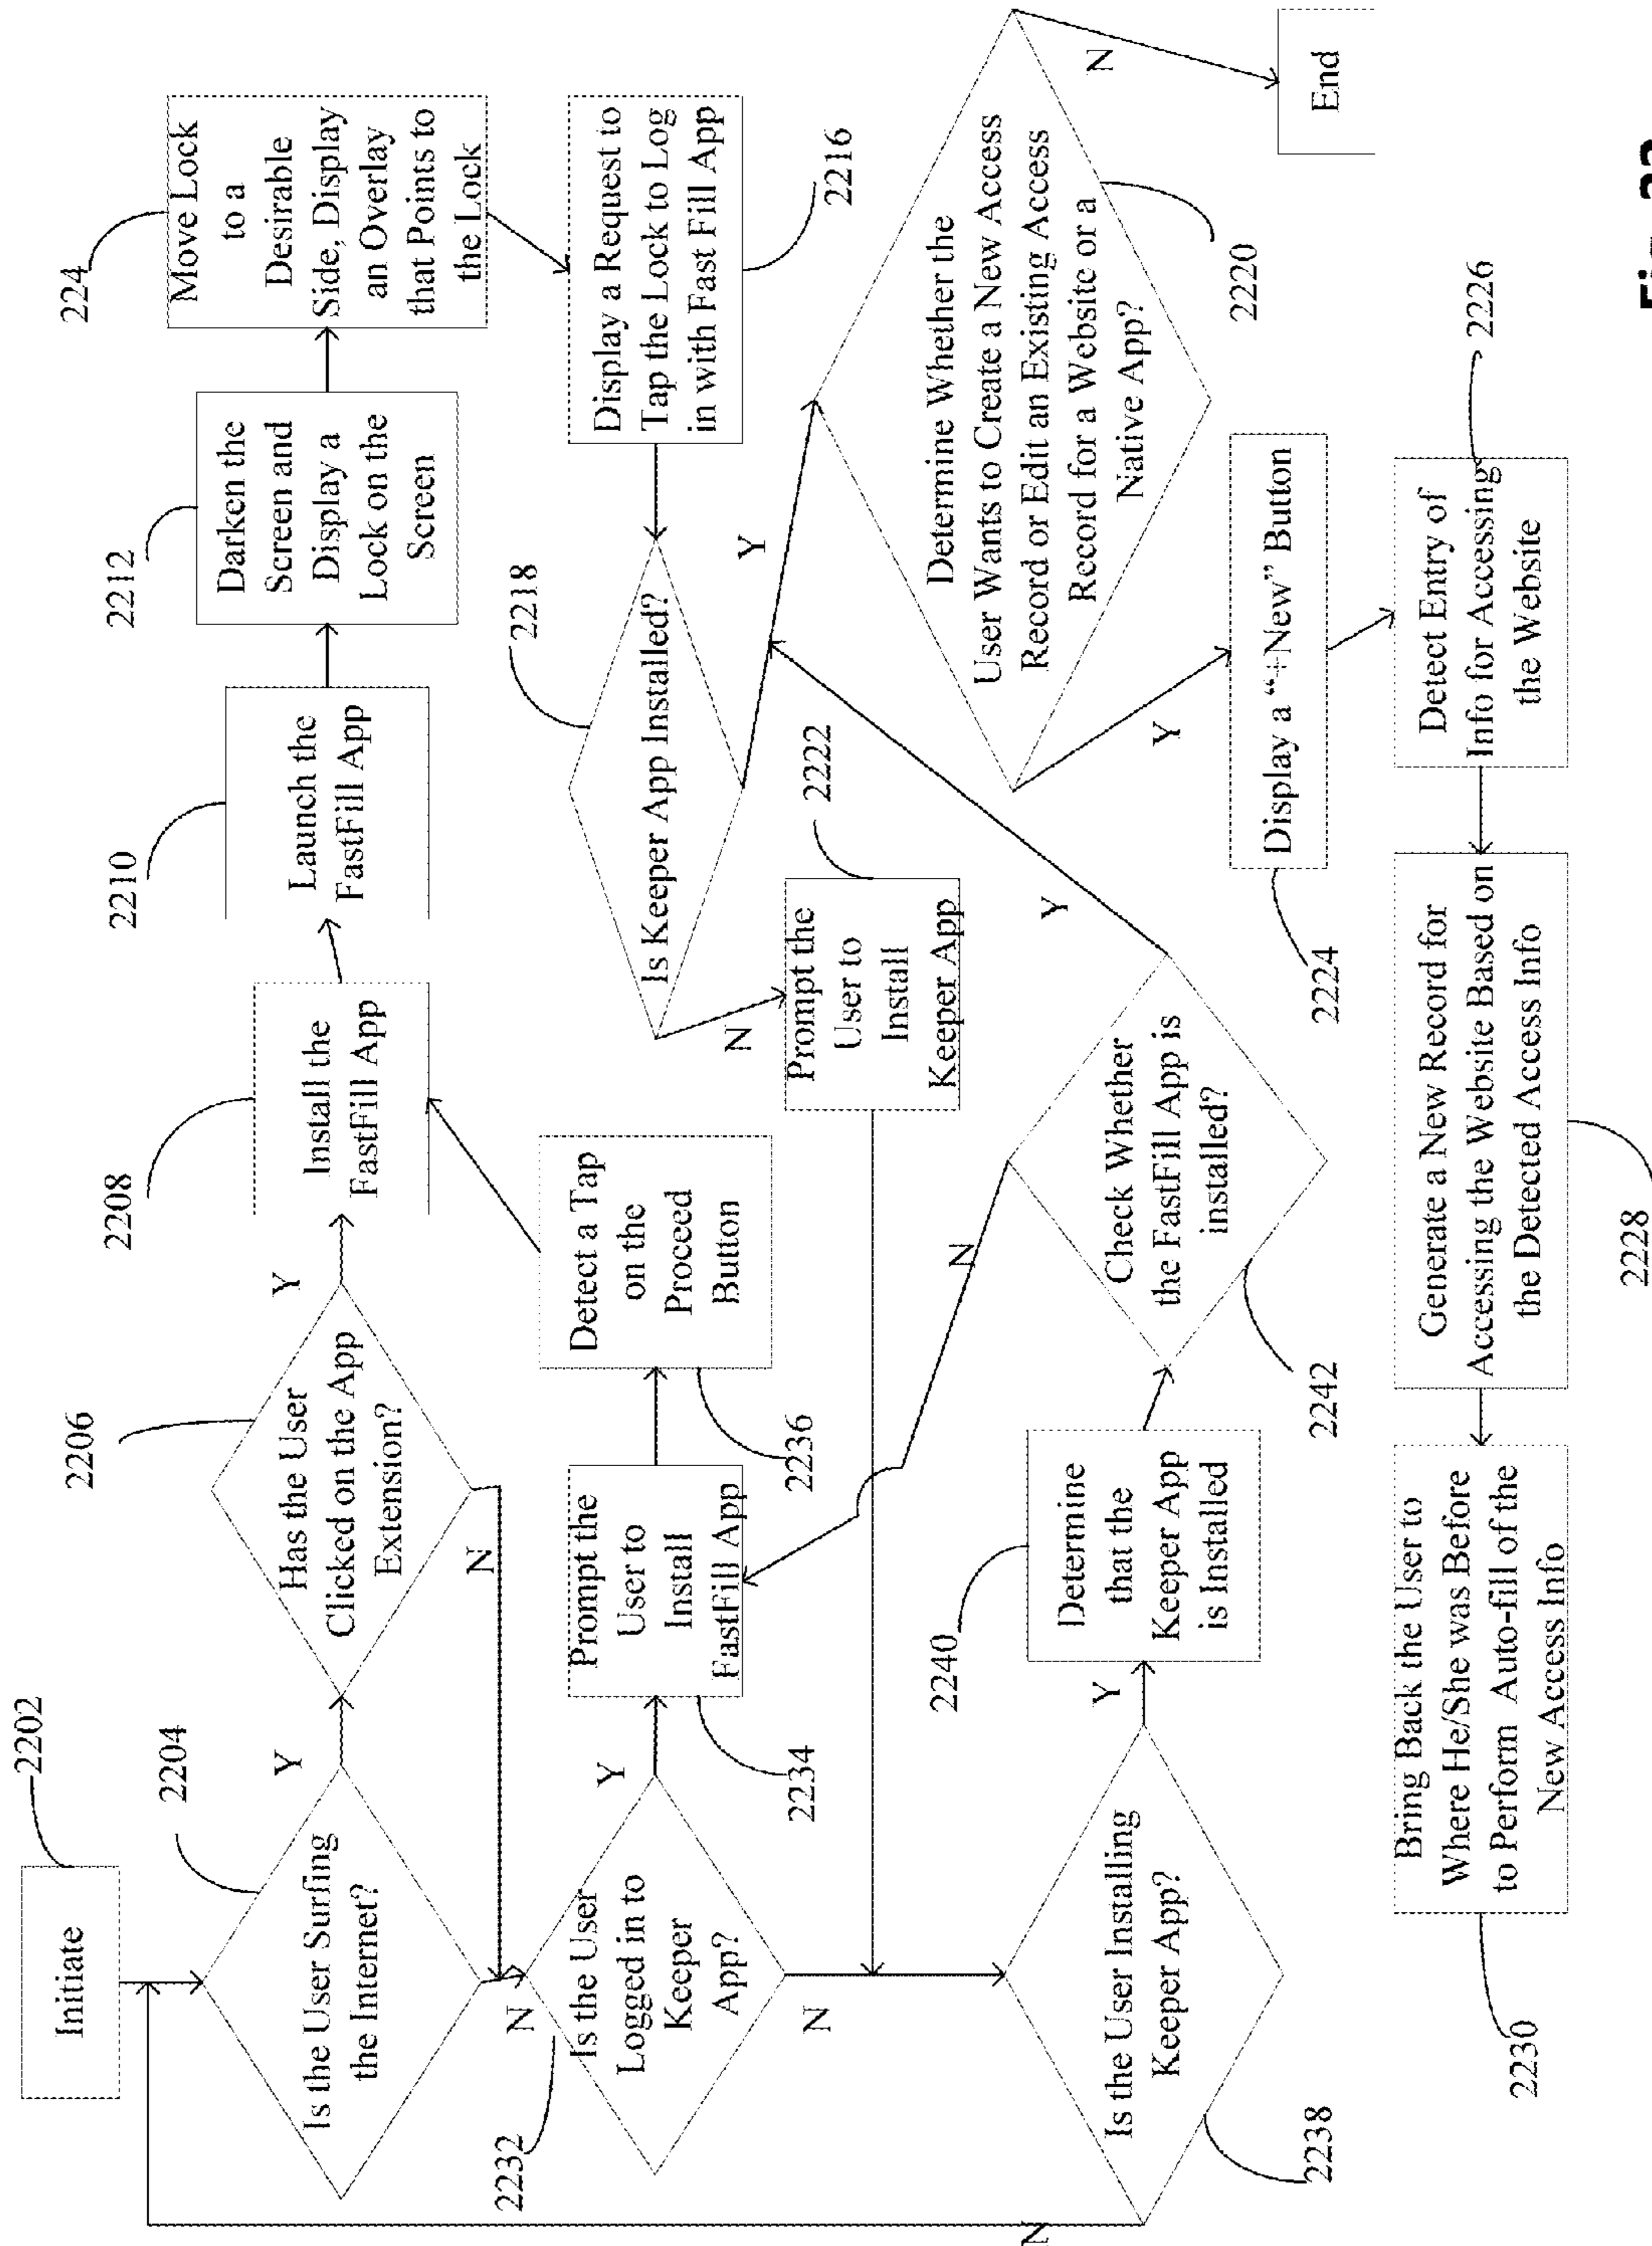 Initiate
2202
Is the User Surfing
the Internet?
2204
Y
N
Has the User
Clicked on the App
Extension?
2206
Y
N
Install the
FastFill App
2208
Launch the
FastFill App
2210
Darken the
Screen and
Display a
Lock on the
Screen
2212
Move Lock
to a
Desirable
Side, Display
an Overlay
that Points to
the Lock
224
Is the User
Logged in to
Keeper
App?
2232
Y
N
Prompt the
User to
Install
FastFill App
2234
Detect a Tap
on the
Proceed
Button
2236
Is Keeper App Installed?
2218
Y
N
Display a Request to
Tap the Lock to Log
in with Fast Fill App
2216
Prompt the
User to
Install
Keeper App
2222
Determine Whether the
User Wants to Create a New Access
Record or Edit an Existing Access
Record for a Website or a
Native App?
2220
N
Y
End
Is the User Installing
Keeper App?
2238
Y
N
Determine
that the
Keeper App
is Installed
2240
Check Whether
the FastFill App is
installed?
2242
N
Y
Display a “+New” Button
2224
Bring Back the User to
Where He/She was Before
to Perform Auto-fill of the
New Access Info
2230
Generate a New Record for
Accessing the Website Based on
the Detected Access Info
2228
Detect Entry of
Info for Accessing
the Website
2226